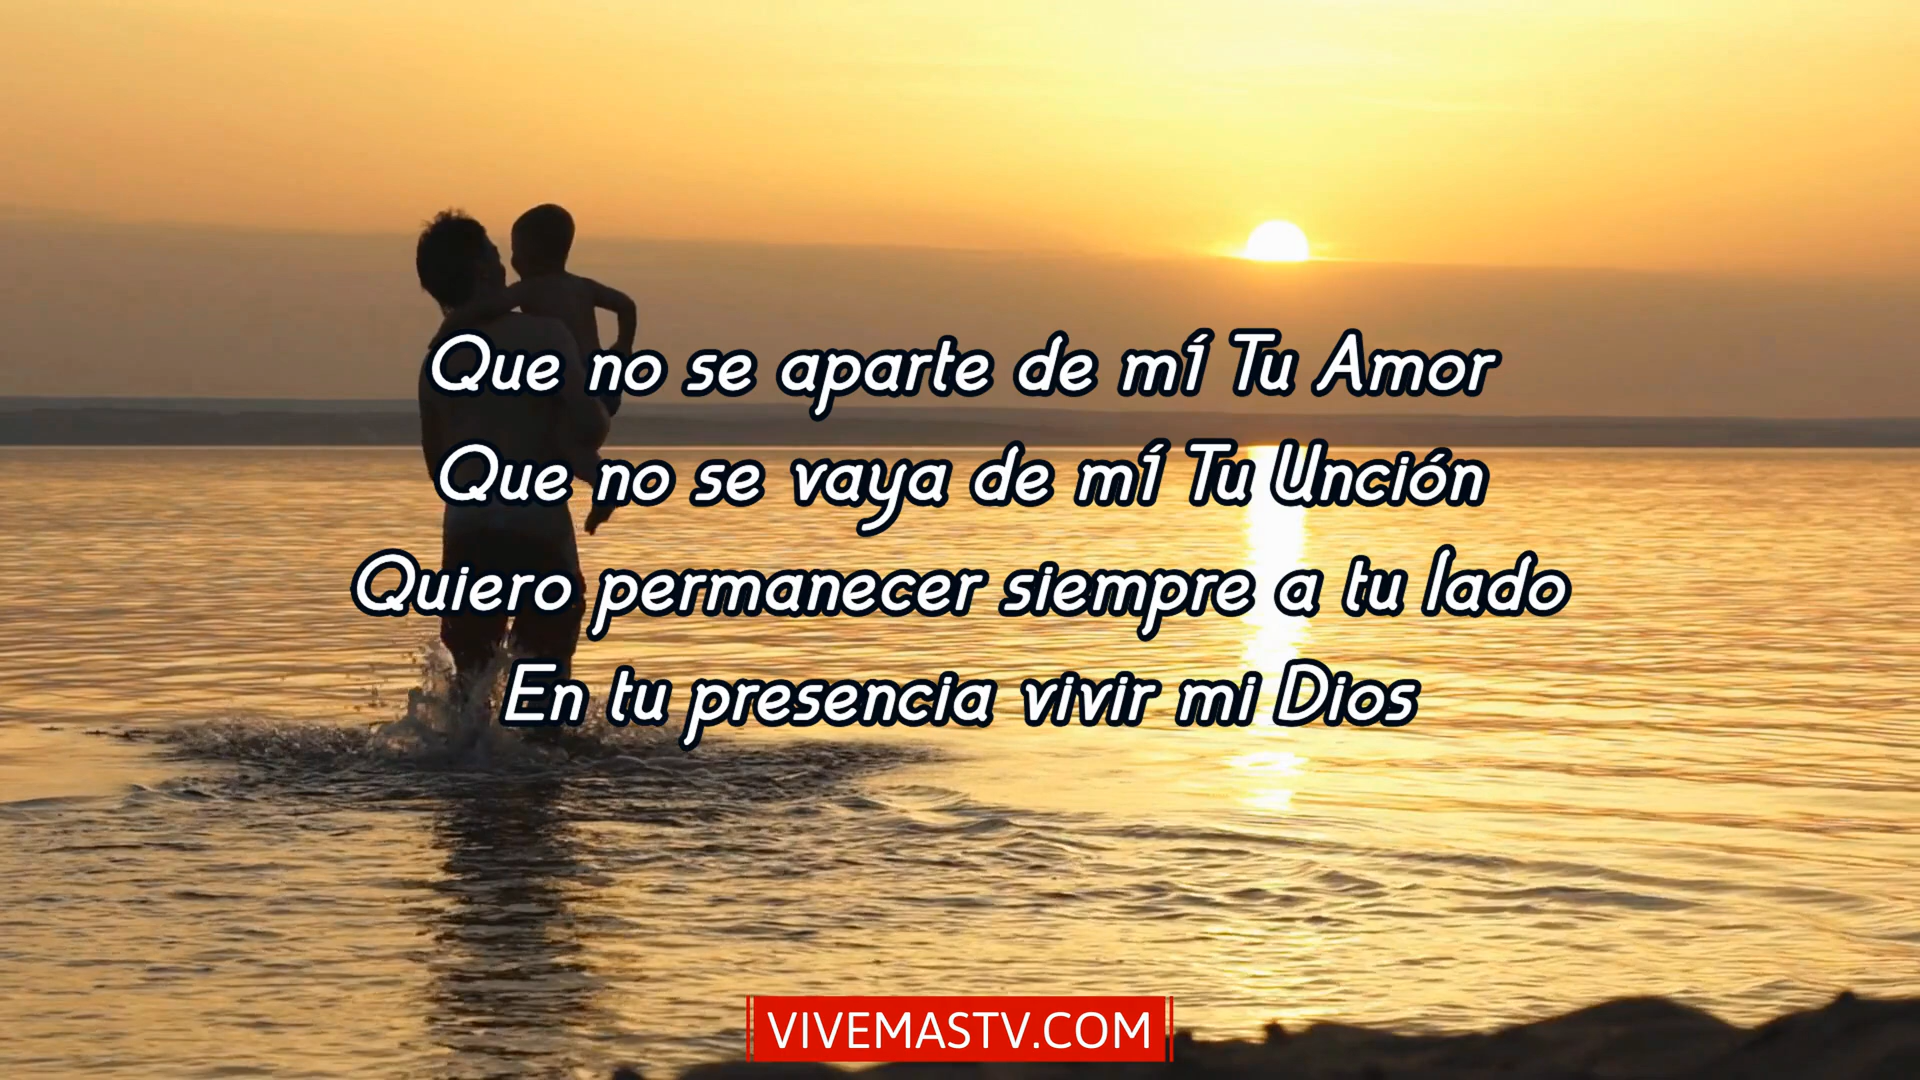 Que no se aparte de mí Tu Amor
Que no se vaya de mí Tu Unción
Quiero permanecer siempre a tu lado
En tu presencia vivir mi Dios
VIVEMASTV.COM